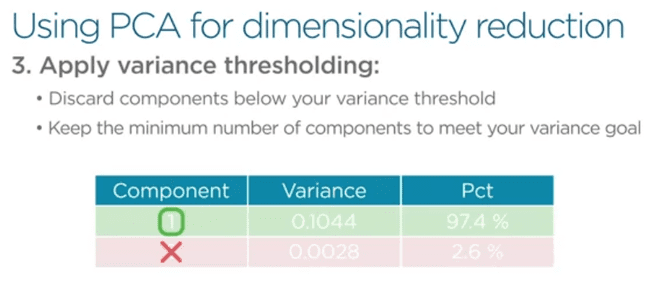 Using PCA for dimensionality reduction
3. Apply variance thresholding:
• Discard components below your variance threshold
• Keep the minimum number of components to meet your variance goal
Component Variance Pct
1 0.1044 97.4 %
0.0028 2.6 %